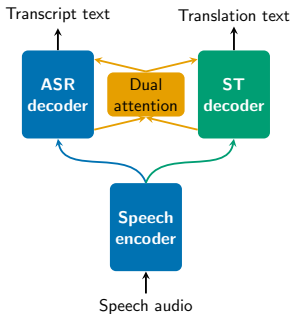 Transcript text
Translation text
ASR
decoder
Dual
attention
ST
decoder
Speech
encoder
Speech audio